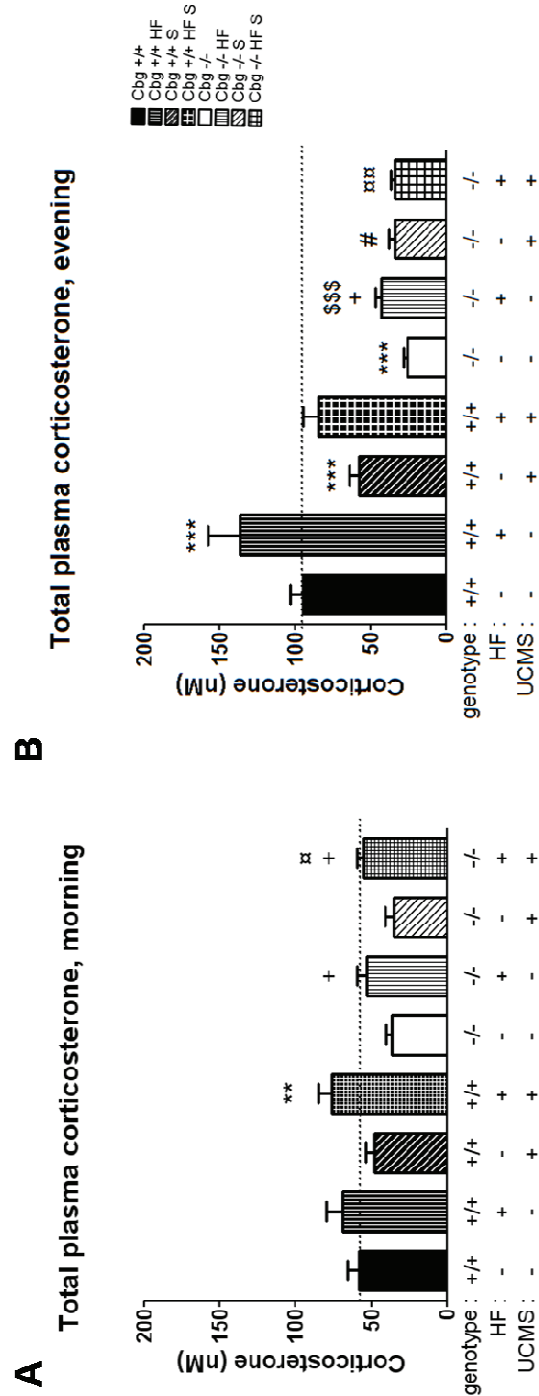 A
Total plasma corticosterone, morning
Corticosterone (nM)
200
150
100
50
0
** + ¤ +
genotype : +/+ +/+ +/+ +/+ -/- -/- -/- -/-
HF : - + - + - + - +
UCMS : - - + + - - + +
B
Total plasma corticosterone, evening
Corticosterone (nM)
200
150
100
50
0
*** *** *** $$$ + # ¤¤
genotype : +/+ +/+ +/+ +/+ -/- -/- -/- -/-
HF : - + - + - + - +
UCMS : - - + + - - + +
Cbg +/+
Cbg +/+ HF
Cbg +/+ S
Cbg +/+ HF S
Cbg -/-
Cbg -/- HF
Cbg -/- S
Cbg -/- HF S